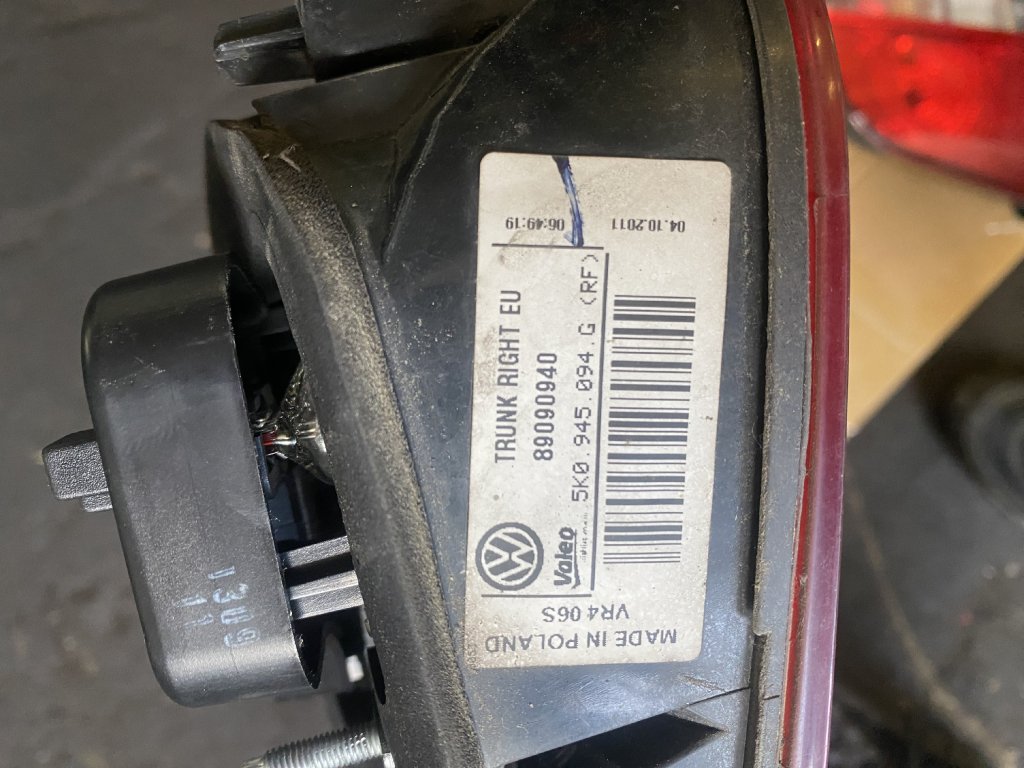 TRUNK RIGHT EU
89090940
Valeo
5K0.945.094.G (RF)
06:49:19
04.10.2011
MADE IN POLAND
VR4 06S
11